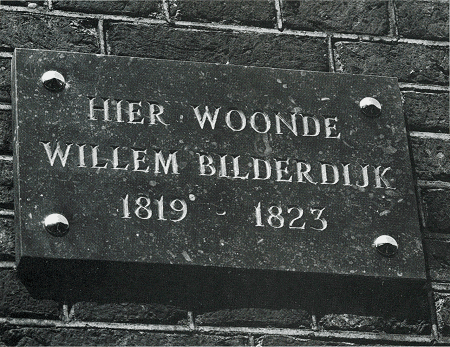 HIER WOONDE
WILLEM BILDERDIJK
1819 - 1823